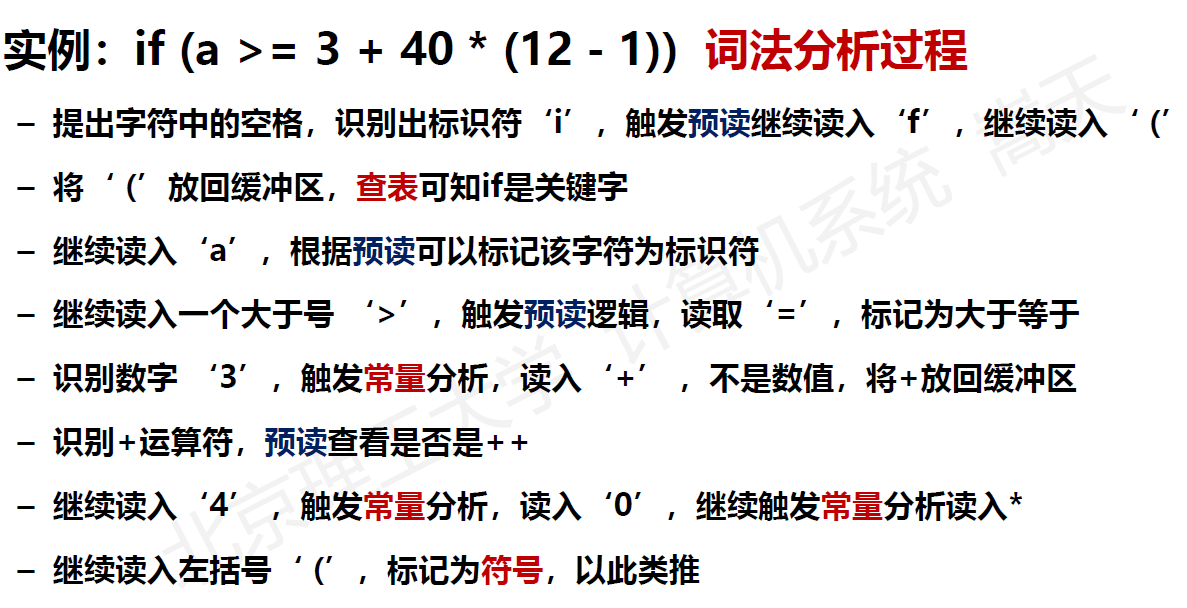 实例：if (a >= 3 + 40 * (12 - 1)) 词法分析过程
– 提出字符中的空格，识别出标识符‘i’，触发预读继续读入‘f’，继续读入‘(’
– 将‘(’放回缓冲区，查表可知if是关键字
– 继续读入‘a’，根据预读可以标记该字符为标识符
– 继续读入一个大于号 ‘>’，触发预读逻辑，读取‘=’，标记为大于等于
– 识别数字 ‘3’，触发常量分析，读入‘+’ ，不是数值，将+放回缓冲区
– 识别+运算符，预读查看是否是++
– 继续读入‘4’，触发常量分析，读入‘0’，继续触发常量分析读入*
– 继续读入左括号‘(’，标记为符号，以此类推
北京理工大学 计算机系统 嵩天